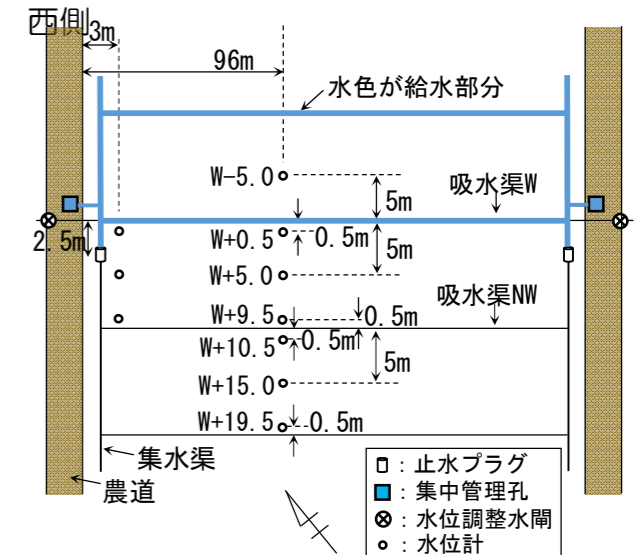 西側
3m
96m
水色が給水部分
W−5.0
5m
吸水渠W
2.5m
W+0.5
0.5m
5m
W+5.0
吸水渠NW
W+9.5
0.5m
W+10.5
0.5m
5m
W+15.0
W+19.5
0.5m
集水渠
農道
：止水プラグ
：集中管理孔
：水位調整水閘
：水位計